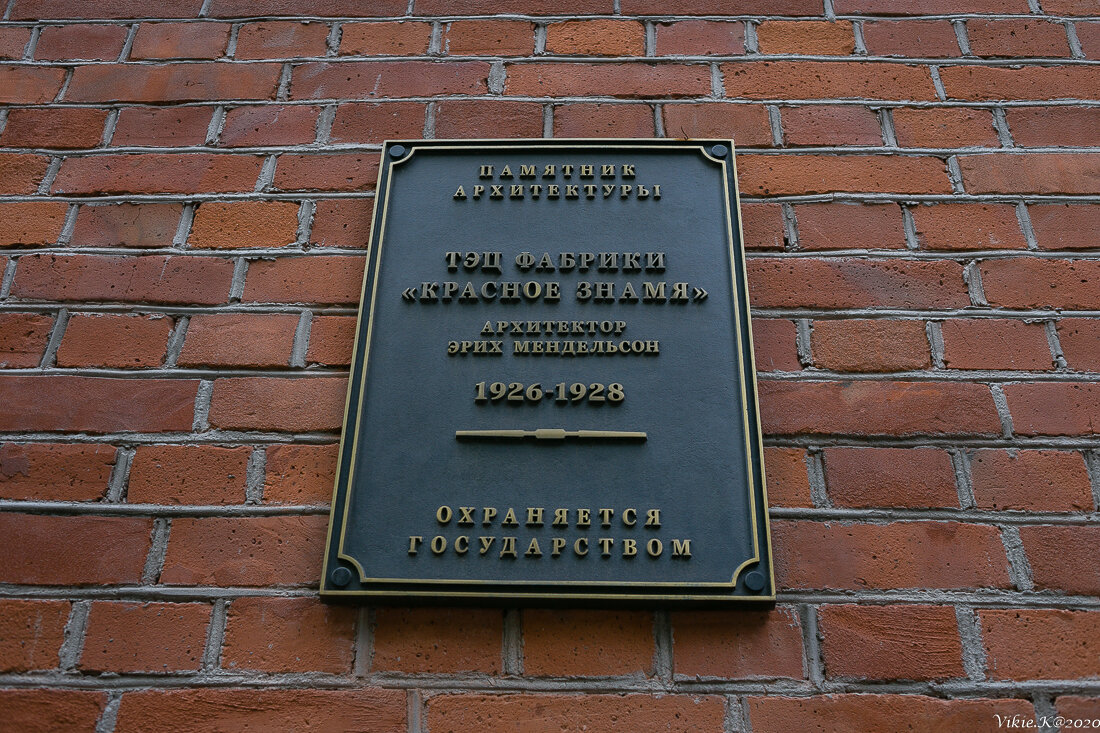 ПАМЯТНИК
АРХИТЕКТУРЫ
ТЭЦ ФАБРИКИ
«КРАСНОЕ ЗНАМЯ»
АРХИТЕКТОР
ЭРИХ МЕНДЕЛЬСОН
1926-1928
ОХРАНЯЕТСЯ
ГОСУДАРСТВОМ
Vikie.K@2020